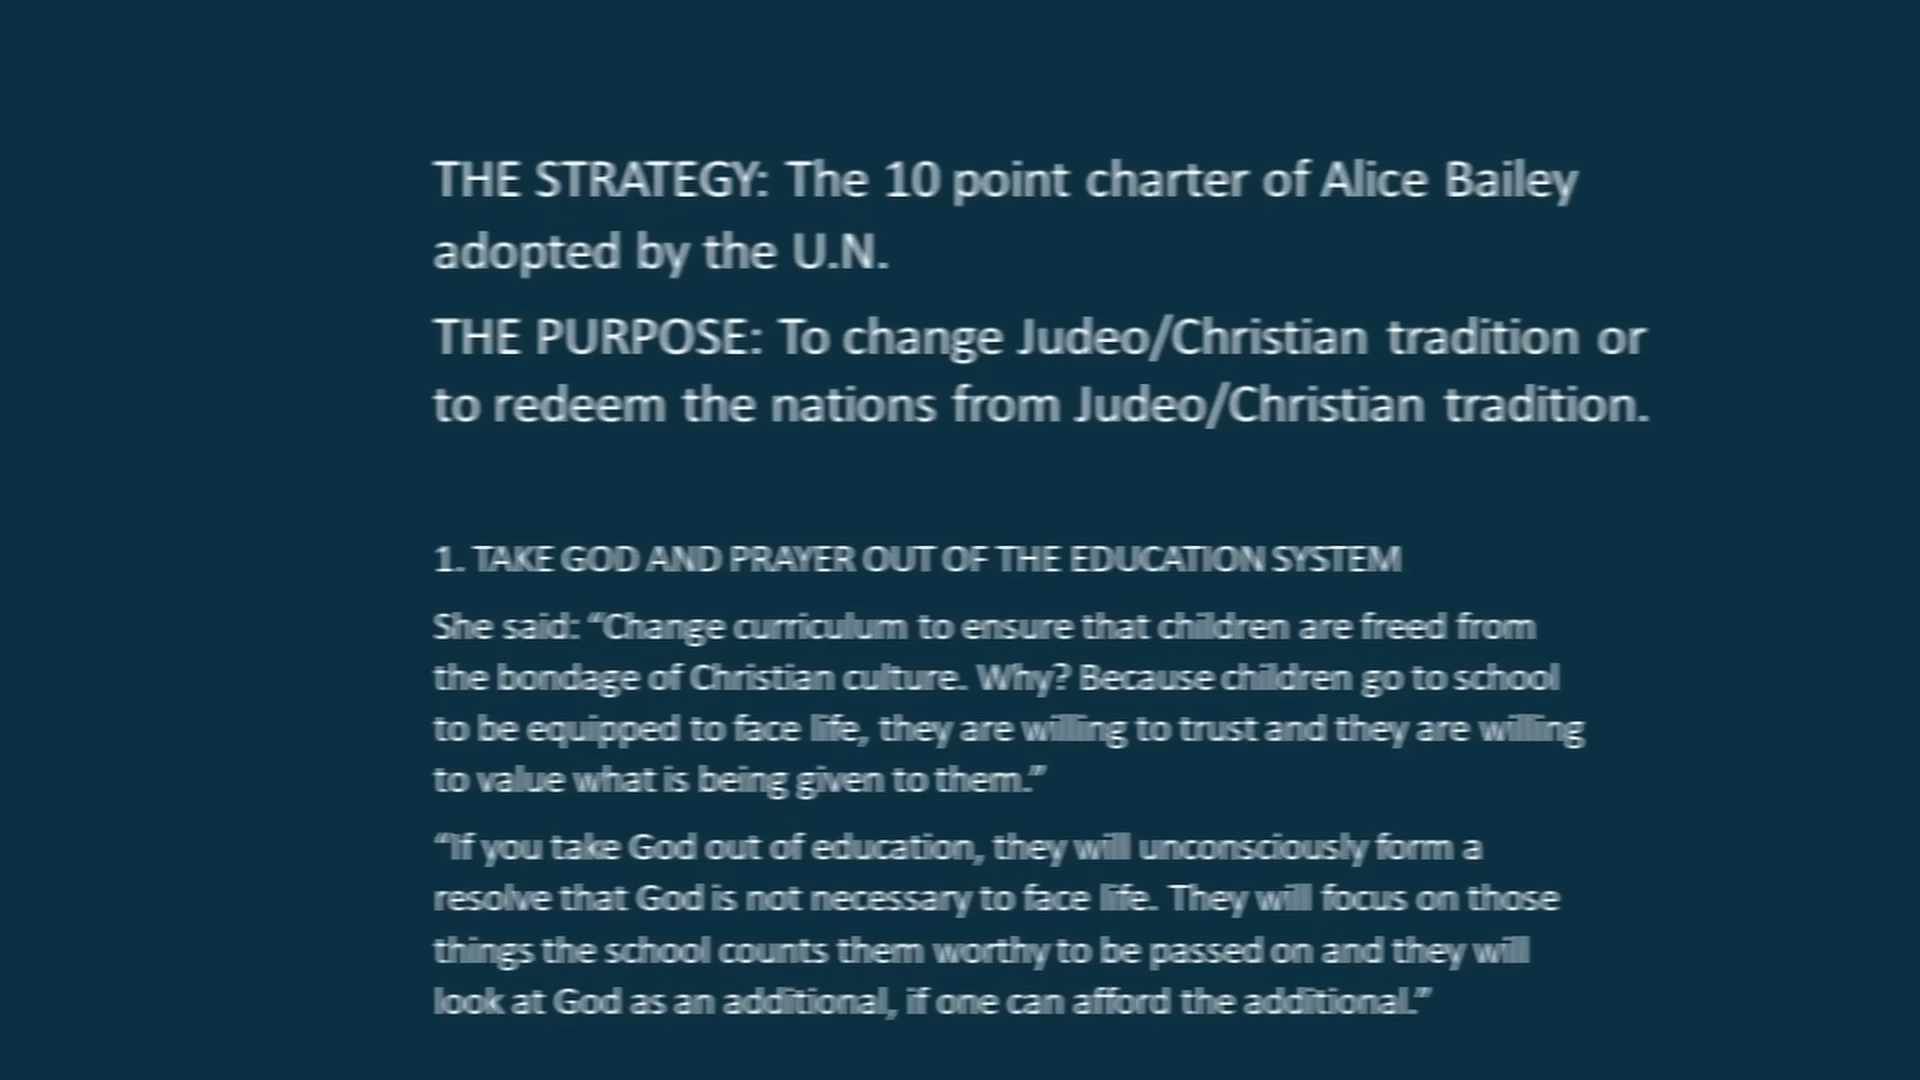 THE STRATEGY: The 10 point charter of Alice Bailey
adopted by the U.N.
THE PURPOSE: To change Judeo/Christian tradition or
to redeem the nations from Judeo/Christian tradition.
1. TAKE GOD AND PRAYER OUT OF THE EDUCATION SYSTEM
She said: “Change curriculum to ensure that children are freed from
the bondage of Christian culture. Why? Because children go to school
to be equipped to face life, they are willing to trust and they are willing
to value what is being given to them.”
“If you take God out of education, they will unconsciously form a
resolve that God is not necessary to face life. They will focus on those
things the school counts them worthy to be passed on and they will
look at God as an additional, if one can afford the additional.”